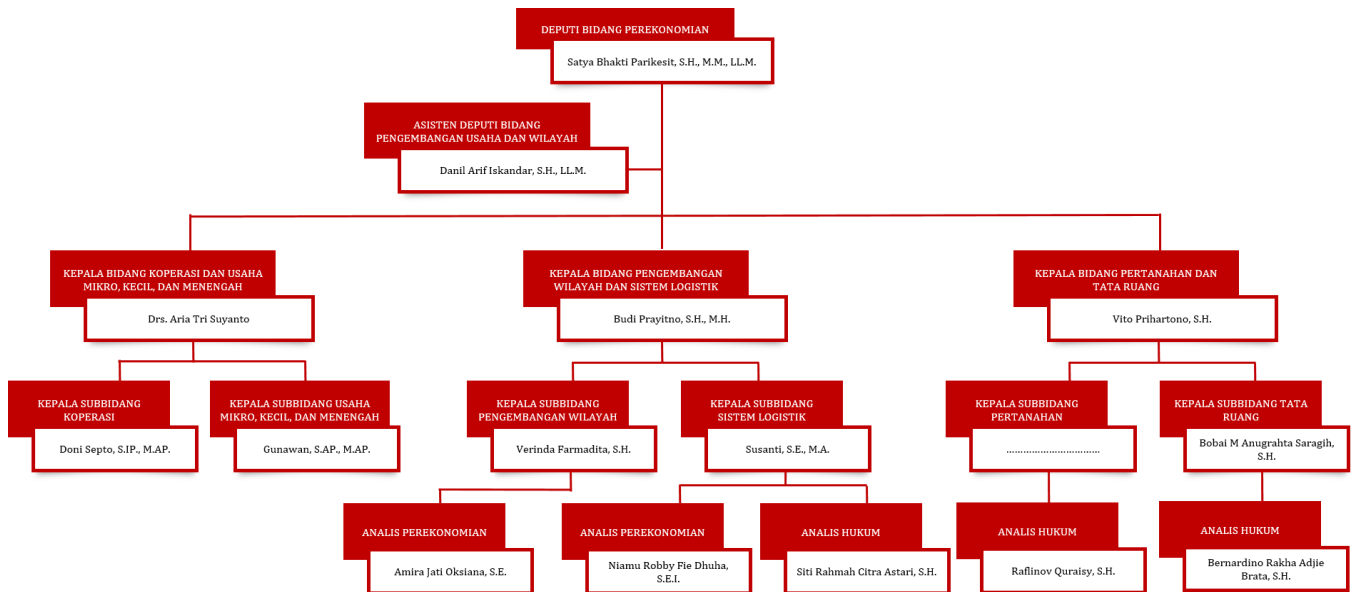 DEPUTI BIDANG PEREKONOMIAN
Satya Bhakti Parikesit, S.H., M.M., LL.M.
ASISTEN DEPUTI BIDANG
PENGEMBANGAN USAHA DAN WILAYAH
Danil Arif Iskandar, S.H., LL.M.
KEPALA BIDANG KOPERASI DAN USAHA
MIKRO, KECIL, DAN MENENGAH
Drs. Aria Tri Suyanto
KEPALA BIDANG PENGEMBANGAN
WILAYAH DAN SISTEM LOGISTIK
Budi Prayitno, S.H., M.H.
KEPALA BIDANG PERTANAHAN DAN
TATA RUANG
Vito Prihartono, S.H.
KEPALA SUBBIDANG
KOPERASI
Doni Septo, S.IP., M.AP.
KEPALA SUBBIDANG USAHA
MIKRO, KECIL, DAN MENENGAH
Gunawan, S.AP., M.AP.
KEPALA SUBBIDANG
PENGEMBANGAN WILAYAH
Verinda Farmadita, S.H.
KEPALA SUBBIDANG
SISTEM LOGISTIK
Susanti, S.E., M.A.
KEPALA SUBBIDANG
PERTANAHAN
……………………………
KEPALA SUBBIDANG TATA
RUANG
Bobai M Anugrahta Saragih,
S.H.
ANALIS PEREKONOMIAN
Amira Jati Oksiana, S.E.
ANALIS PEREKONOMIAN
Niamu Robby Fie Dhuha,
S.E.I.
ANALIS HUKUM
Siti Rahmah Citra Astari, S.H.
ANALIS HUKUM
Raflinov Quraisy, S.H.
ANALIS HUKUM
Bernardino Rakha Adjie
Brata, S.H.